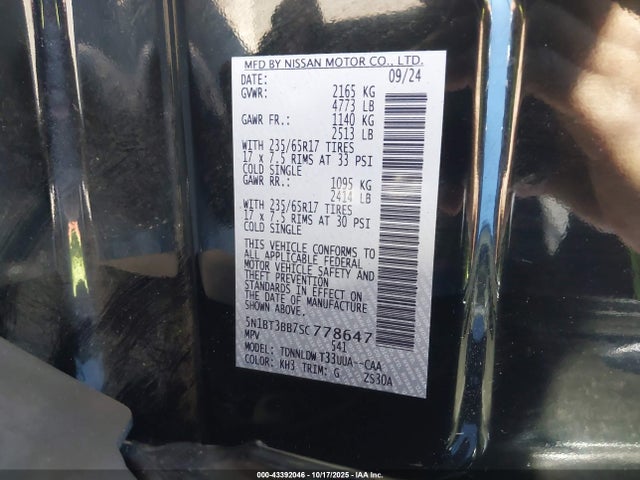 MFD BY NISSAN MOTOR CO., LTD.
DATE: 09/24
GVWR: 2165 KG
4773 LB
GAWR FR.: 1140 KG
2513 LB
WITH 235/65R17 TIRES
17 x 7.5 RIMS AT 33 PSI
COLD SINGLE
GAWR RR.: 1095 KG
2414 LB
WITH 235/65R17 TIRES
17 x 7.5 RIMS AT 30 PSI
COLD SINGLE
THIS VEHICLE CONFORMS TO
ALL APPLICABLE FEDERAL
MOTOR VEHICLE SAFETY AND
THEFT PREVENTION
STANDARDS IN EFFECT ON
THE DATE OF MANUFACTURE
SHOWN ABOVE.
5N1BT3BB7SC778647
MPV 541
MODEL: TDNNLDW T33UUA--CAA
COLOR: KH3 TRIM: G ZS30A
000-43392046 | 10/17/2025 | IAA Inc.